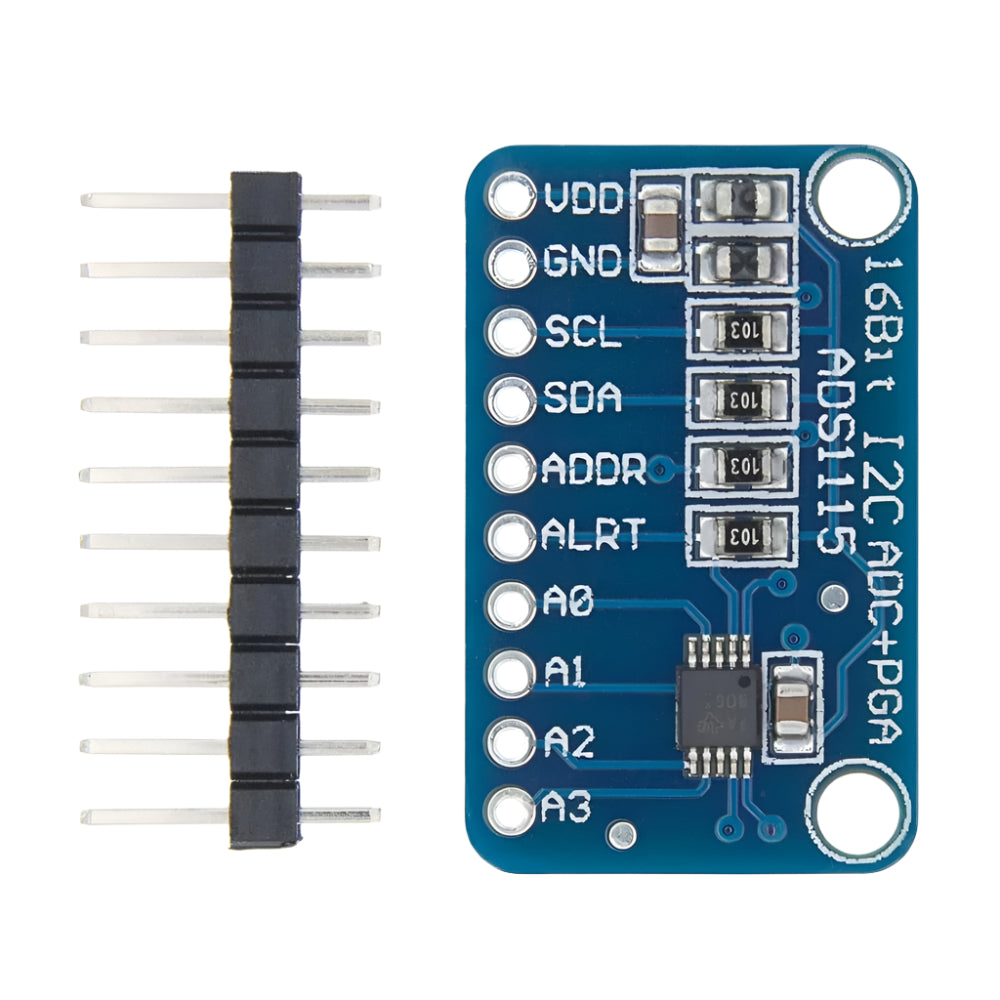 VDD
GND
SCL
SDA
ADDR
ALRT
A0
A1
A2
A3
103
103
103
103
16Bit I2C ADC+PGA
ADS1115